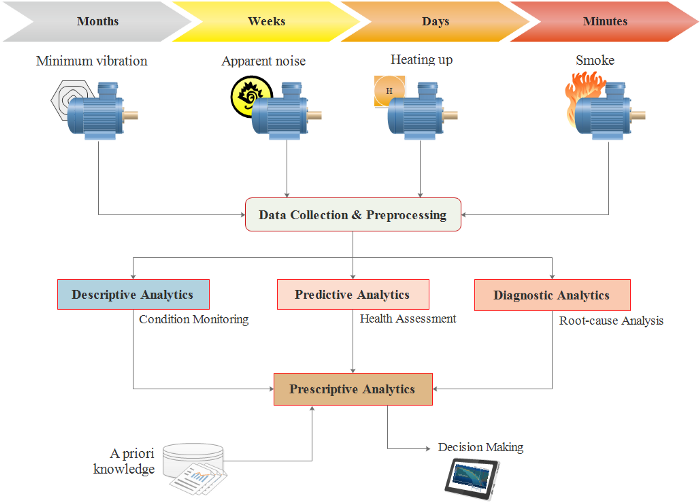 Months
Weeks
Days
Minutes
Minimum vibration
Apparent noise
Heating up
Smoke
H
Data Collection & Preprocessing
Descriptive Analytics
Predictive Analytics
Diagnostic Analytics
Condition Monitoring
Health Assessment
Root-cause Analysis
Prescriptive Analytics
A priori
knowledge
Decision Making